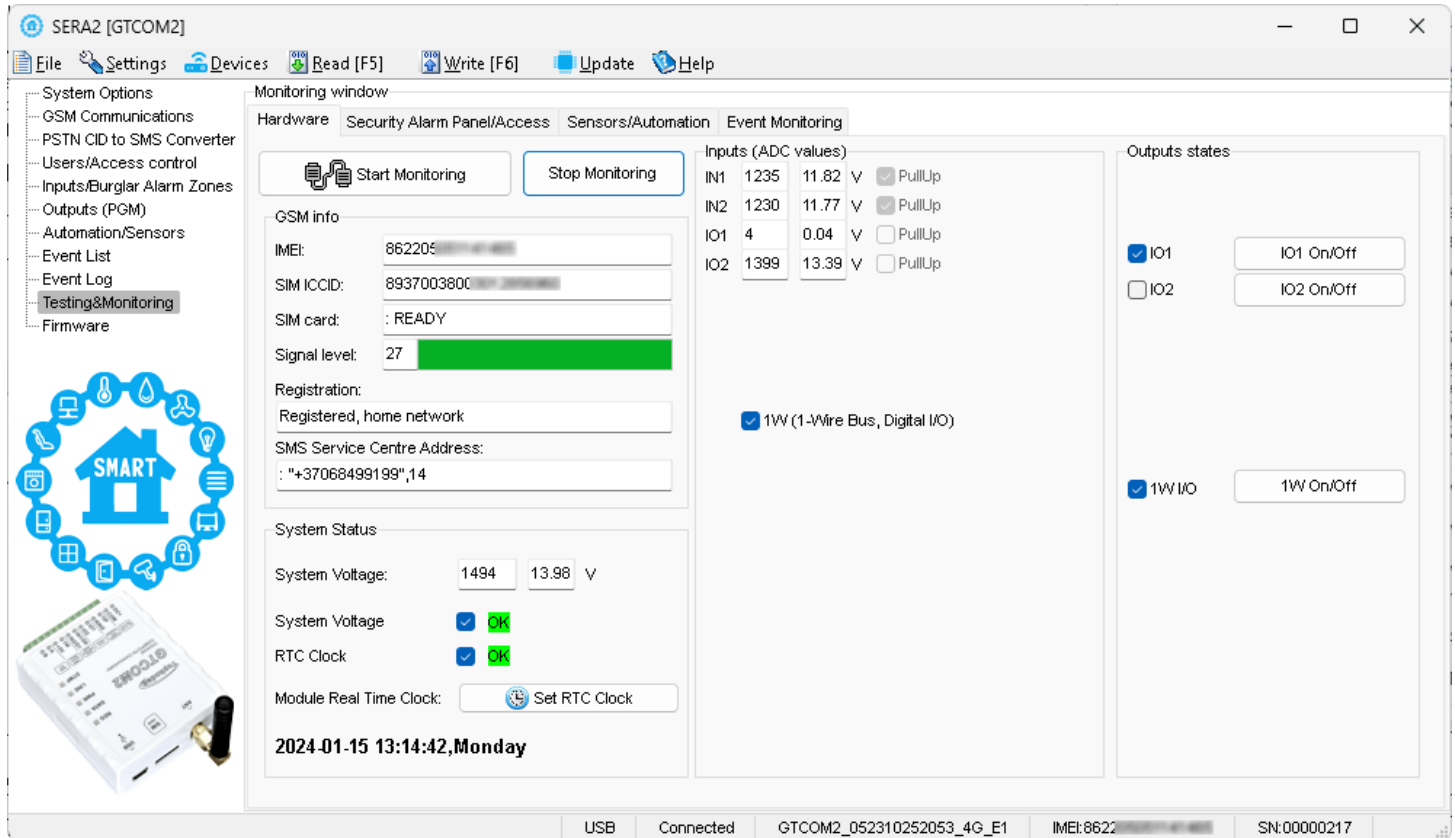 SERA2 [GTCOM2]
File Settings Devices Read [F5] Write [F6] Update Help
System Options
GSM Communications
PSTN CID to SMS Converter
Users/Access control
Inputs/Burglar Alarm Zones
Outputs (PGM)
Automation/Sensors
Event List
Event Log
Testing&Monitoring
Firmware
SMART
GTCOM2
Monitoring window
Hardware Security Alarm Panel/Access Sensors/Automation Event Monitoring
Start Monitoring Stop Monitoring
GSM info
IMEI: 862205
SIM ICCID: 8937003800
SIM card: : READY
Signal level: 27
Registration:
Registered, home network
SMS Service Centre Address:
: "+37068499199",14
System Status
System Voltage: 1494 13.98 V
System Voltage OK
RTC Clock OK
Module Real Time Clock: Set RTC Clock
2024-01-15 13:14:42,Monday
Inputs (ADC values)
IN1 1235 11.82 V PullUp
IN2 1230 11.77 V PullUp
IO1 4 0.04 V PullUp
IO2 1399 13.39 V PullUp
1W (1-Wire Bus, Digital I/O)
Outputs states
IO1 IO1 On/Off
IO2 IO2 On/Off
1W I/O 1W On/Off
USB Connected GTCOM2_052310252053_4G_E1 IMEI:8622 SN:00000217